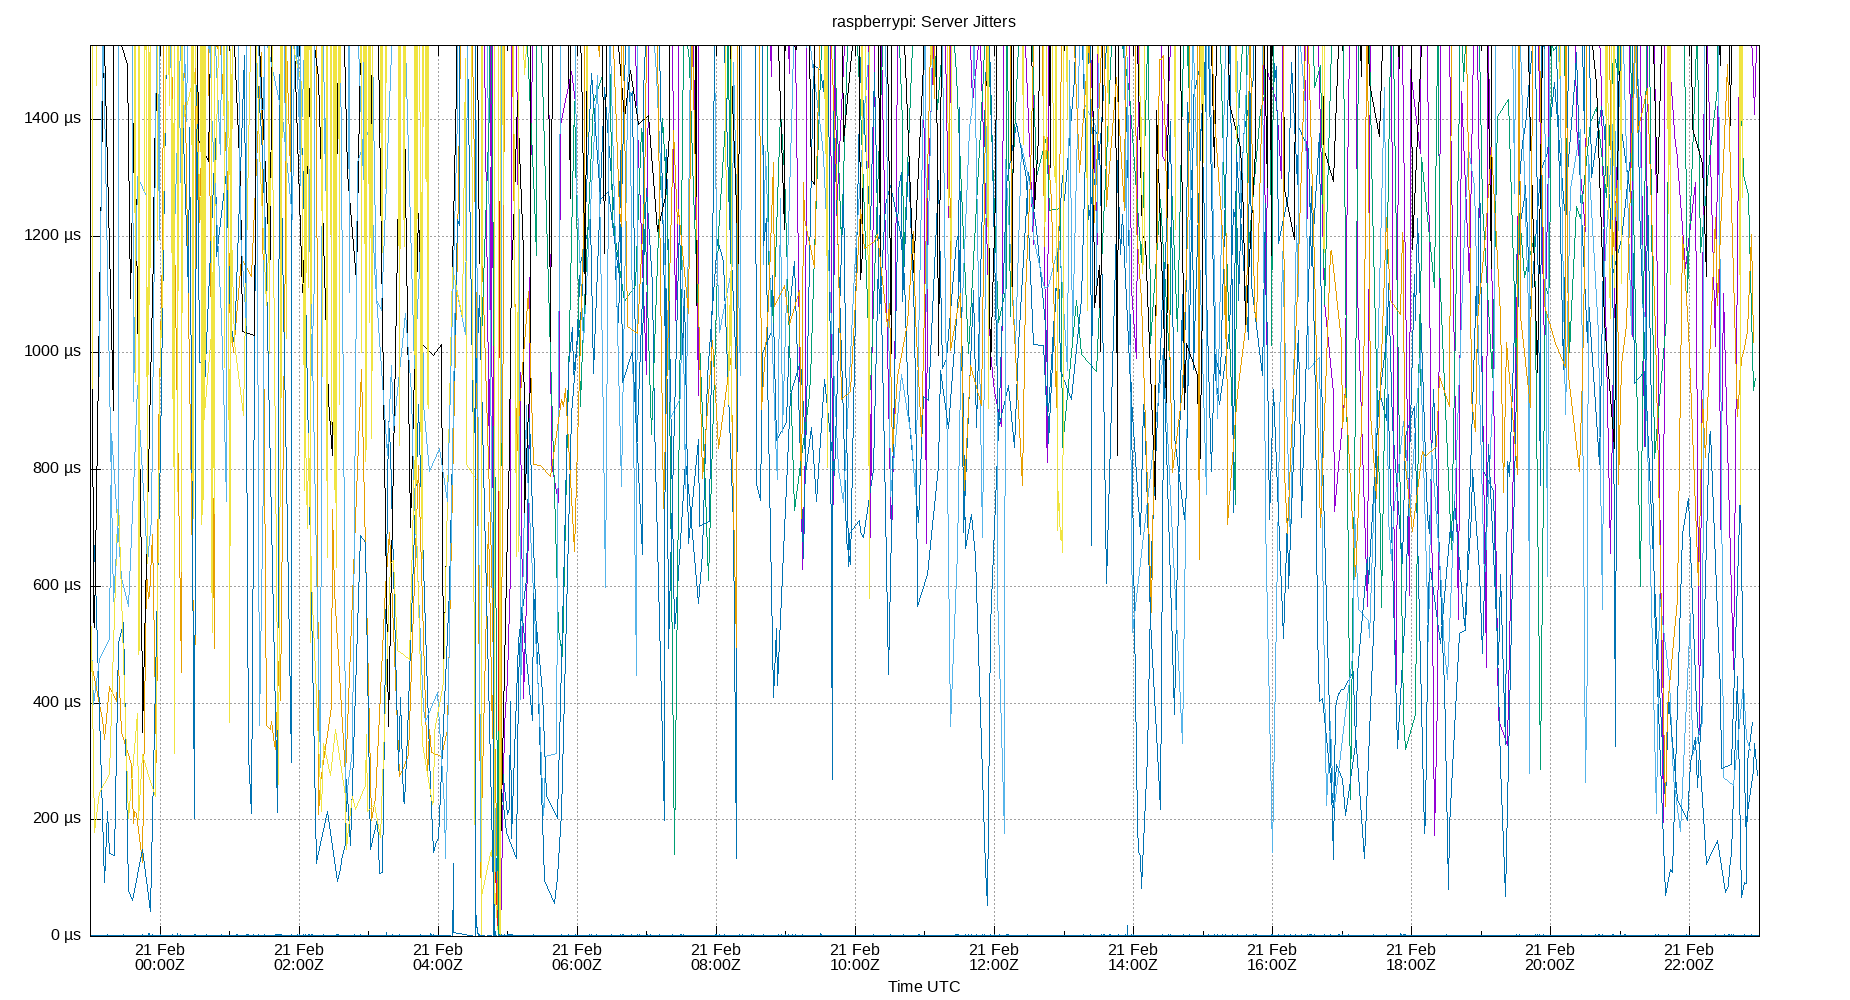 raspberrypi: Server Jitters
1400 µs
1200 µs
1000 µs
800 µs
600 µs
400 µs
200 µs
0 µs
21 Feb 21 Feb 21 Feb 21 Feb 21 Feb 21 Feb 21 Feb 21 Feb 21 Feb 21 Feb 21 Feb 21 Feb
00:00Z 02:00Z 04:00Z 06:00Z 08:00Z 10:00Z 12:00Z 14:00Z 16:00Z 18:00Z 20:00Z 22:00Z
Time UTC